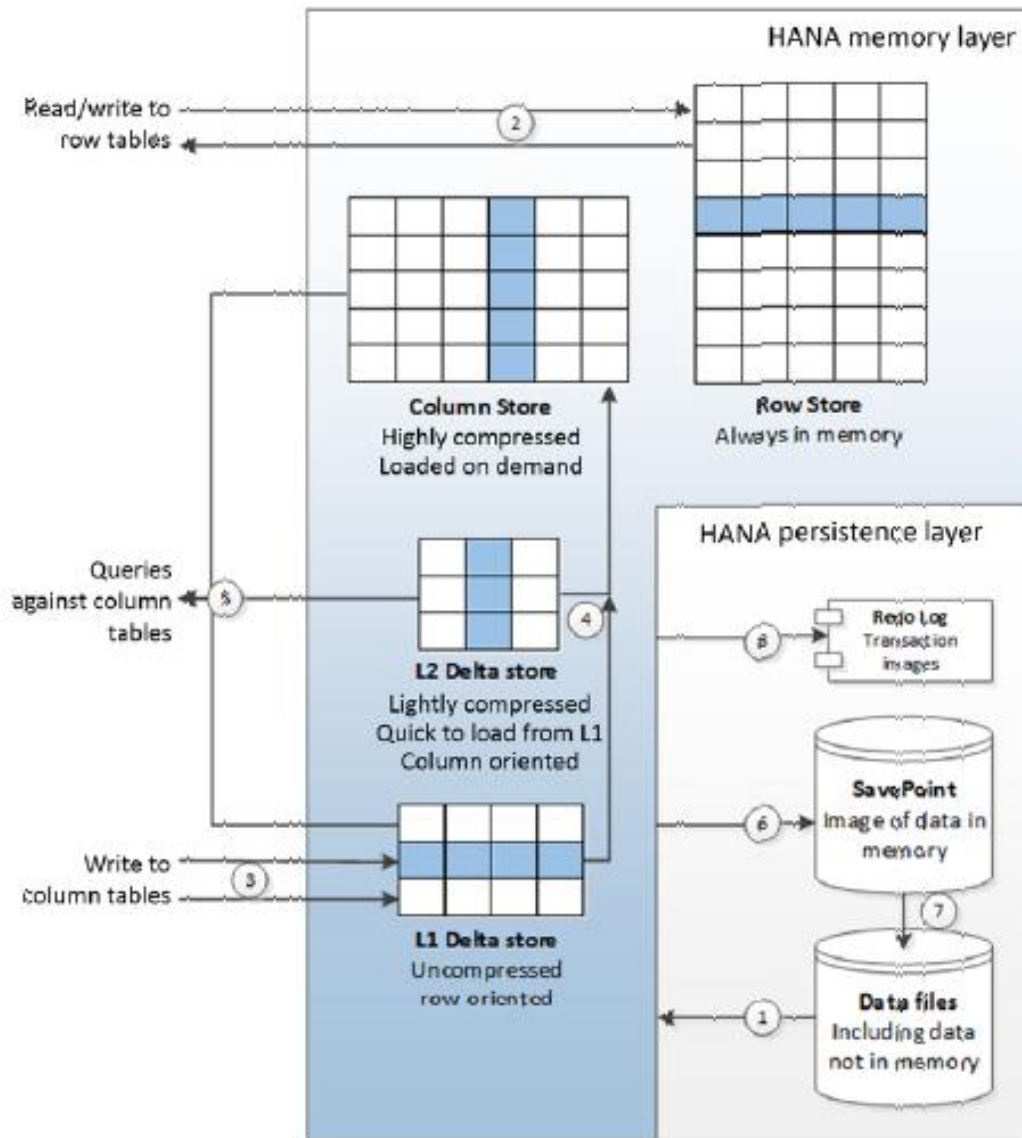 HANA memory layer
Read/write to
row tables
2
Column Store
Highly compressed
Loaded on demand
Row Store
Always in memory
HANA persistence layer
Queries
against column
tables
5
4
L2 Delta store
Lightly compressed
Quick to load from L1
Column oriented
8
Redo Log
Transaction
images
SavePoint
Image of data in
memory
6
Write to
column tables
3
L1 Delta store
Uncompressed
row oriented
7
Data files
Including data
not in memory
1